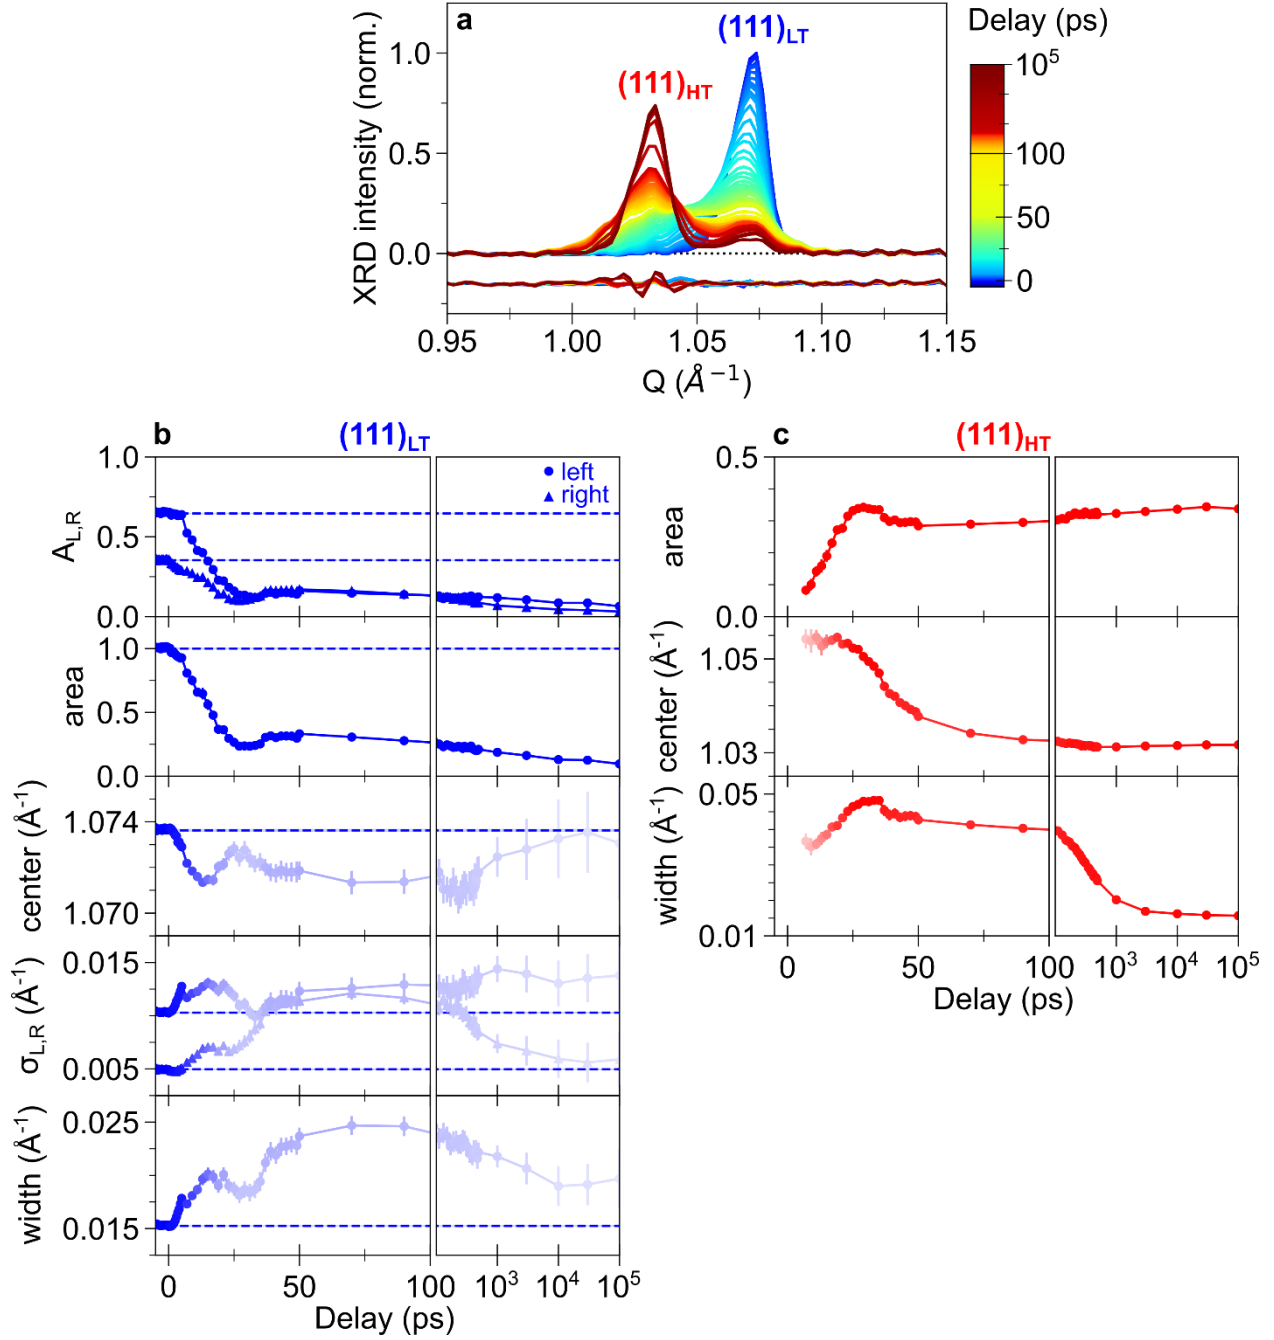 a
(111)LT
(111)HT
Delay (ps)
10^5
100
50
0
XRD intensity (norm.)
1.0
0.5
0.0
0.95
1.00
1.05
1.10
1.15
Q (Å⁻¹)
b
(111)LT
left
right
A_L,R
1.0
0.5
0.0
area
1.0
0.5
0.0
center (Å⁻¹)
1.074
1.070
σ_L,R (Å⁻¹)
0.015
0.005
width (Å⁻¹)
0.025
0.015
0
50
100
10^3
10^4
10^5
Delay (ps)
c
(111)HT
area
0.5
0.0
center (Å⁻¹)
1.05
1.03
width (Å⁻¹)
0.05
0.01
0
50
100
10^3
10^4
10^5
Delay (ps)